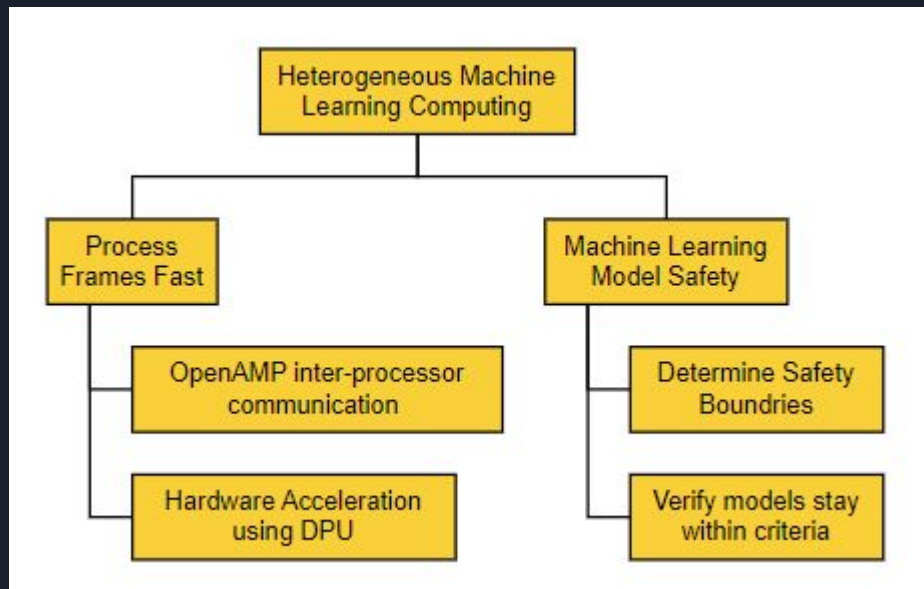 Heterogeneous Machine
Learning Computing
Process
Frames Fast
OpenAMP inter-processor
communication
Hardware Acceleration
using DPU
Machine Learning
Model Safety
Determine Safety
Boundries
Verify models stay
within criteria